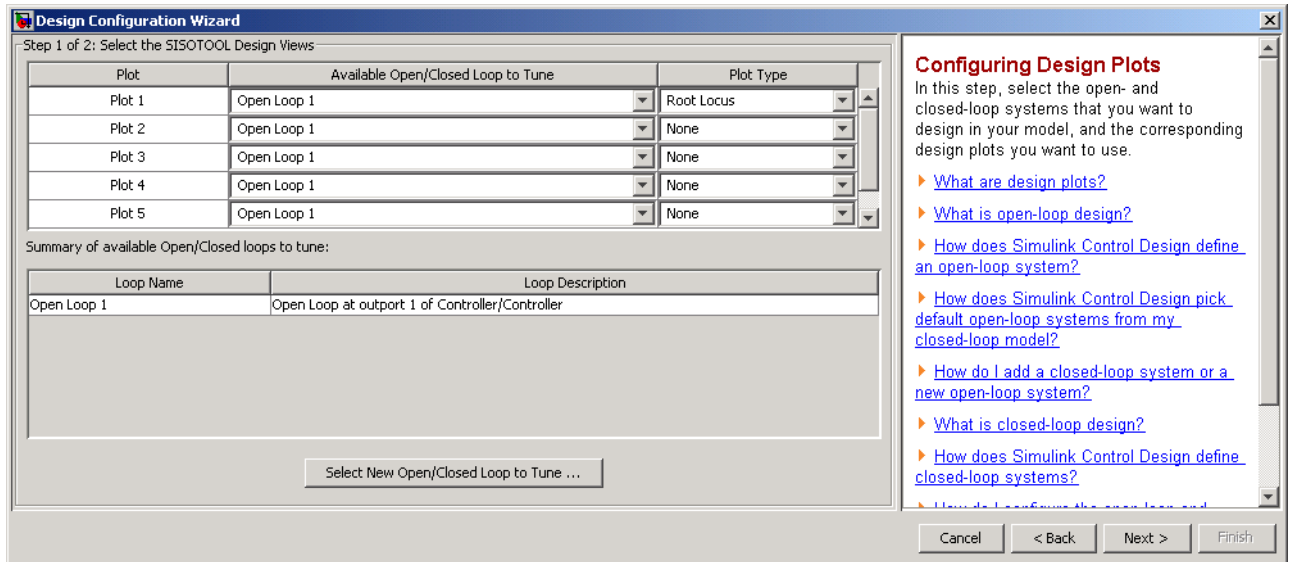 Design Configuration Wizard
Step 1 of 2: Select the SISOTOOL Design Views
Plot Available Open/Closed Loop to Tune Plot Type
Plot 1 Open Loop 1 Root Locus
Plot 2 Open Loop 1 None
Plot 3 Open Loop 1 None
Plot 4 Open Loop 1 None
Plot 5 Open Loop 1 None
Summary of available Open/Closed loops to tune:
Loop Name Loop Description
Open Loop 1 Open Loop at outport 1 of Controller/Controller
Select New Open/Closed Loop to Tune ...
Configuring Design Plots
In this step, select the open- and
closed-loop systems that you want to
design in your model, and the corresponding
design plots you want to use.
What are design plots?
What is open-loop design?
How does Simulink Control Design define
an open-loop system?
How does Simulink Control Design pick
default open-loop systems from my
closed-loop model?
How do I add a closed-loop system or a
new open-loop system?
What is closed-loop design?
How does Simulink Control Design define
closed-loop systems?
How do I configure the open-loop and
Cancel < Back Next > Finish